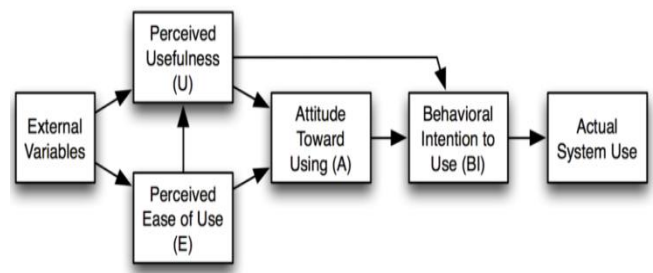 Perceived
Usefulness
(U)
External
Variables
Perceived
Ease of Use
(E)
Attitude
Toward
Using (A)
Behavioral
Intention to
Use (BI)
Actual
System Use